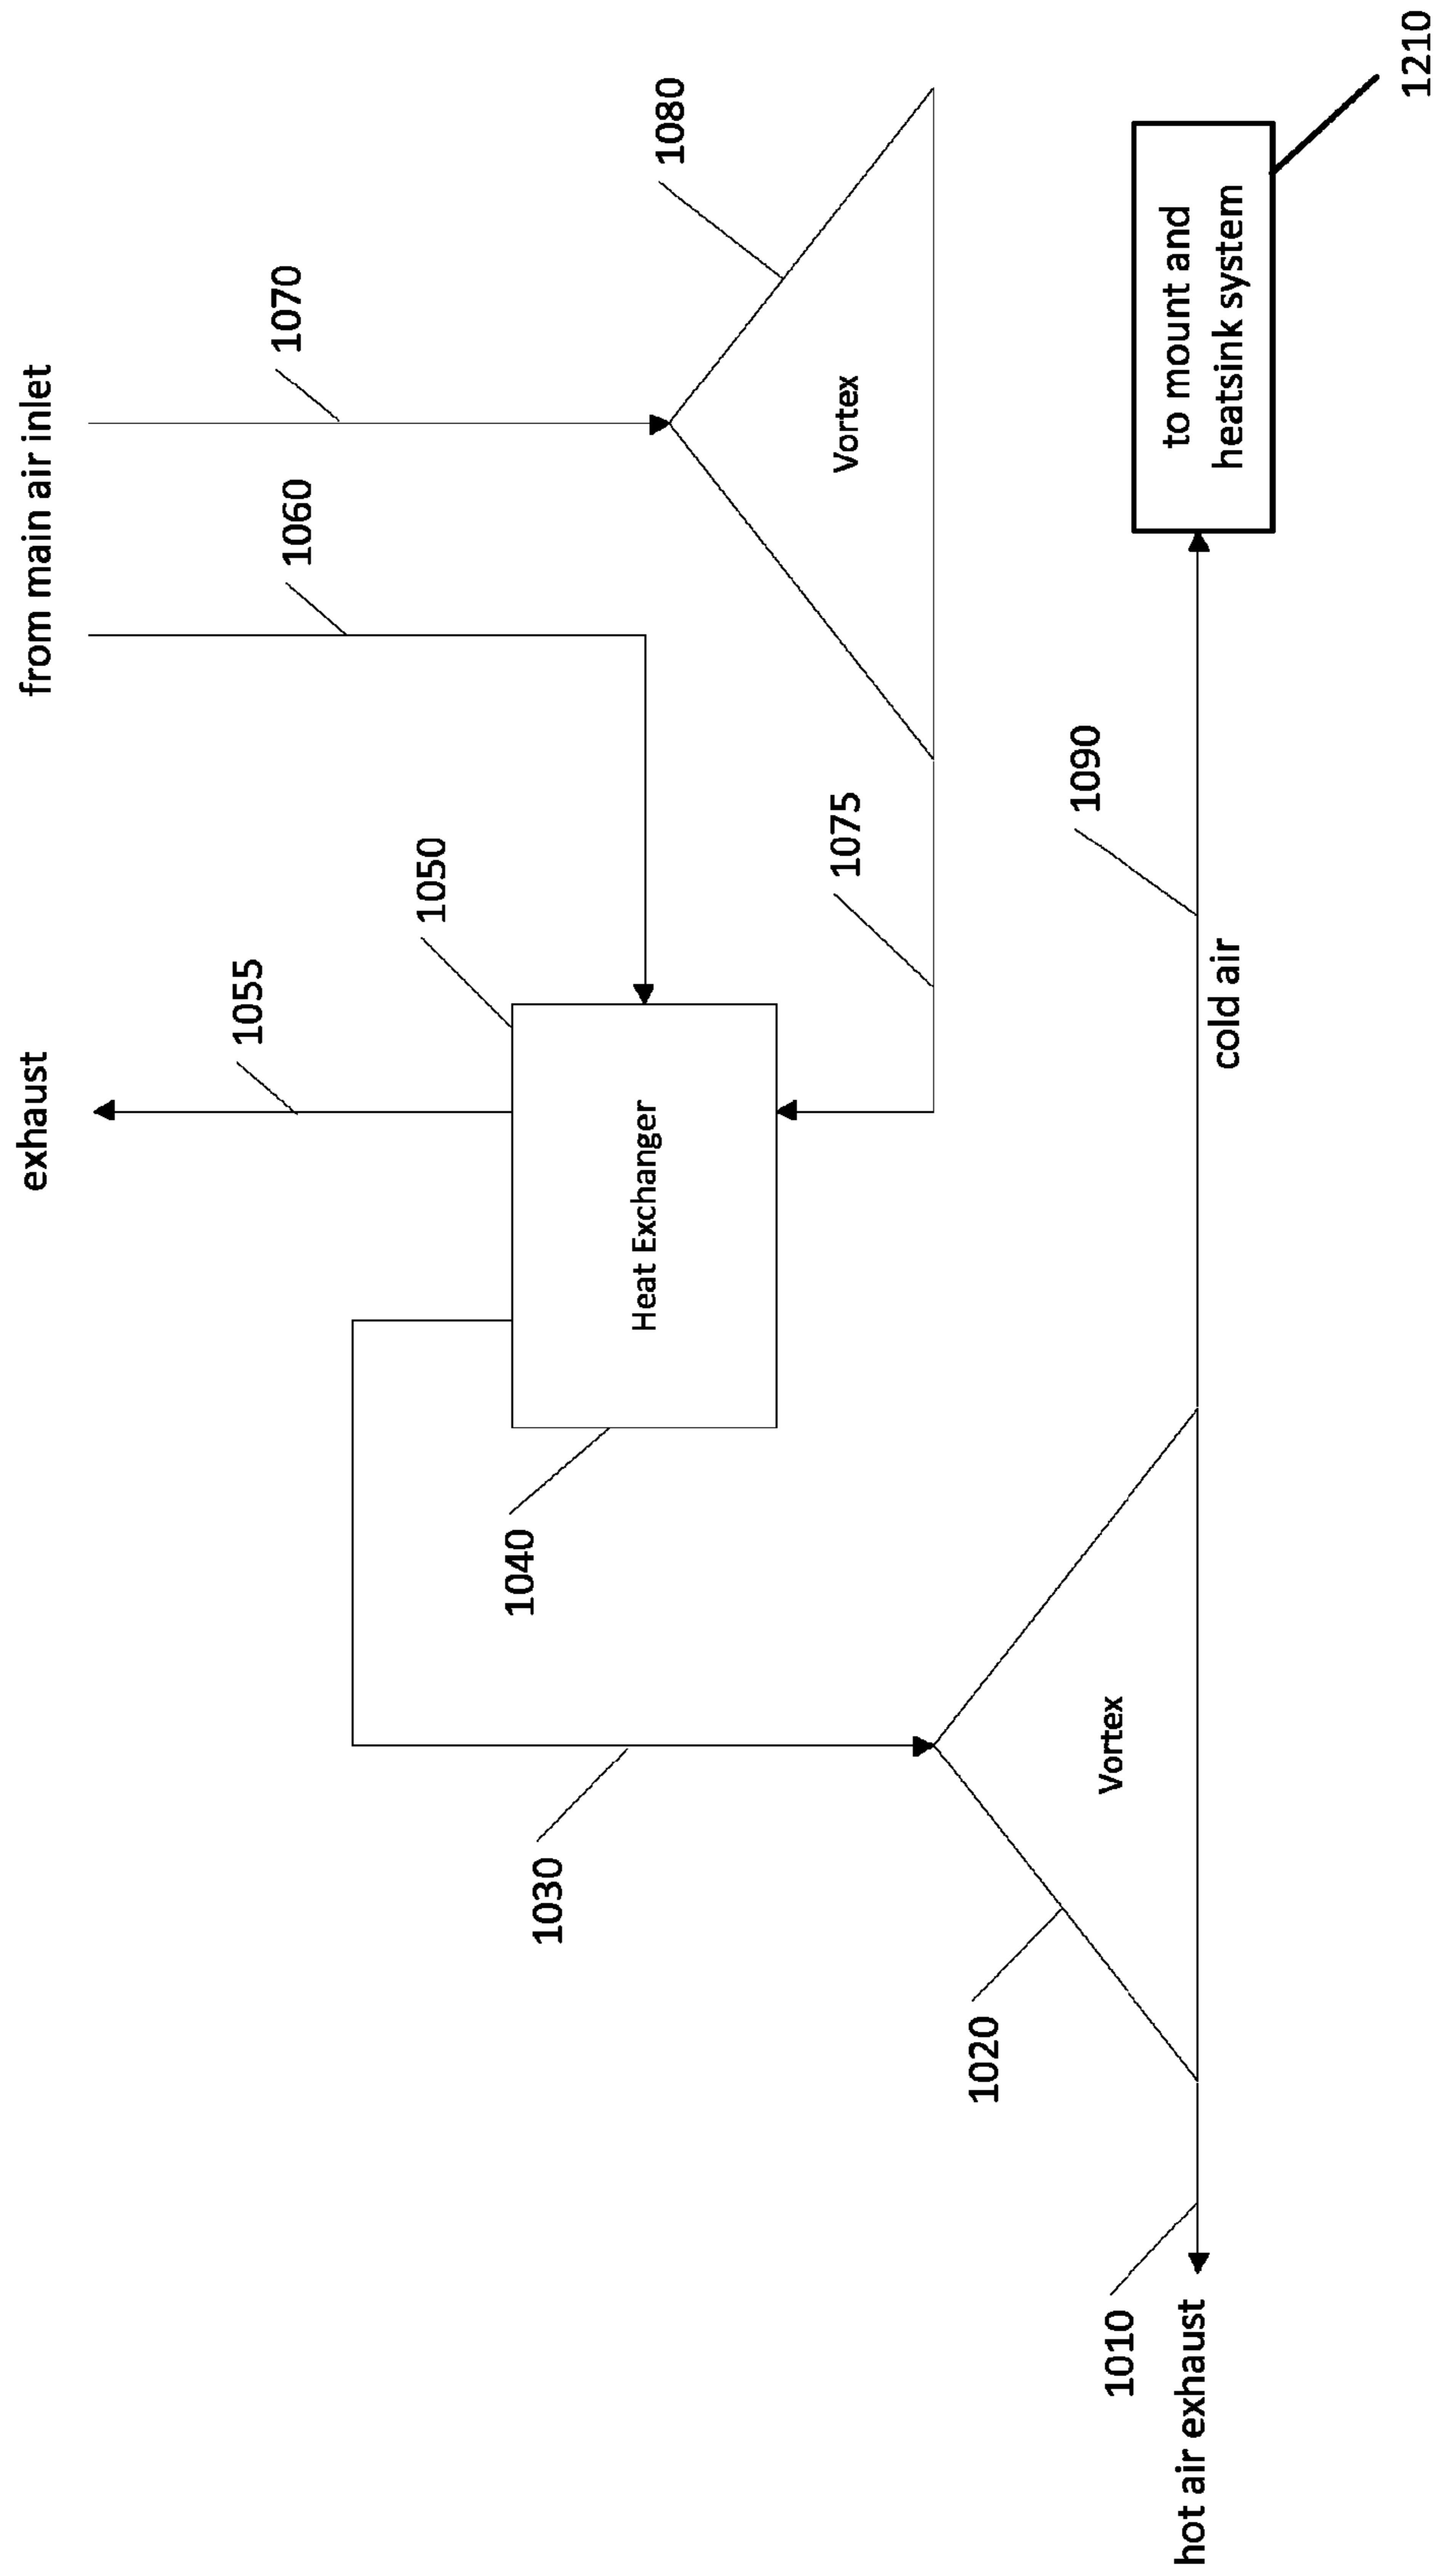 exhaust
from main air inlet
1055
1070
1060
1050
1040
1030
Heat Exchanger
1080
1075
Vortex
1020
Vortex
1090
1010
hot air exhaust
cold air
to mount and
heatsink system
1210